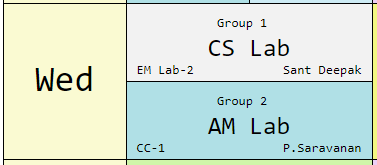 Wed
Group 1
CS Lab
EM Lab-2 Sant Deepak
Group 2
AM Lab
CC-1 P.Saravanan